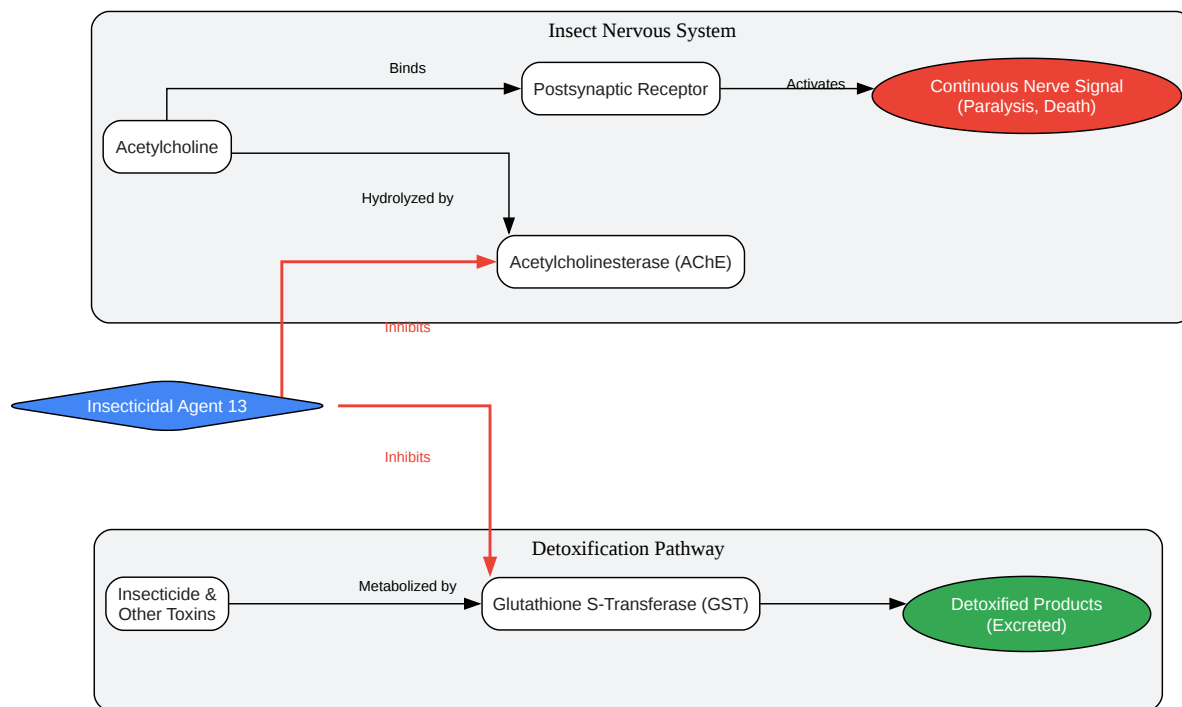 Insect Nervous System
Binds
Postsynaptic Receptor
Activates
Continuous Nerve Signal
(Paralysis, Death)
Acetylcholine
Hydrolyzed by
Acetylcholinesterase (AChE)
Inhibits
Insecticidal Agent 13
Inhibits
Detoxification Pathway
Insecticide &
Other Toxins
Metabolized by
Glutathione S-Transferase (GST)
Detoxified Products
(Excreted)